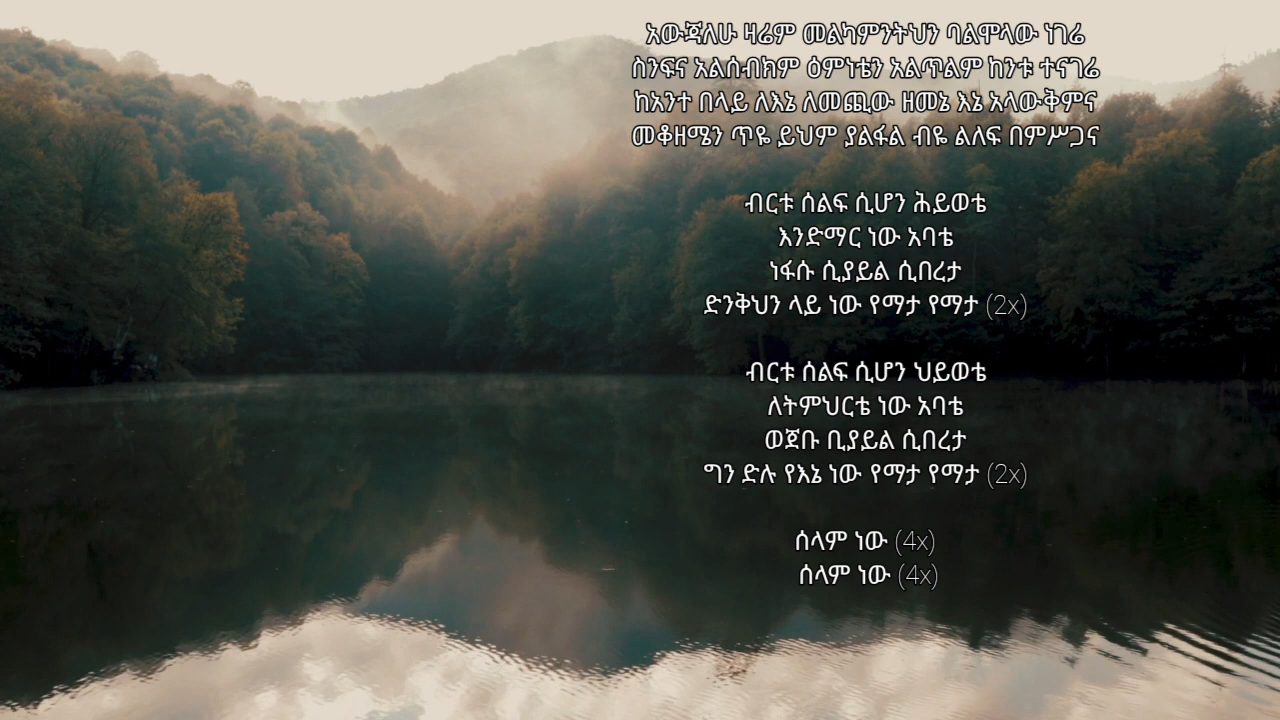 አውጃለሁ ዛሬም መልካምንትህን ባልሞላው ነገሬ
ስንፍና አልሰብክም ዕምነቴን አልጥልም ከንቱ ተናገሬ
ከአንተ በላይ ለእኔ ለመጪው ዘመኔ እኔ አላውቅምና
መቆዘሜን ጥዬ ይህም ያልፋል ብዬ ልለፍ በምሥጋና
ብርቱ ሰልፍ ሲሆን ሕይወቴ
እንድማር ነው አባቴ
ነፋሱ ሲያይል ሲበረታ
ድንቅህን ላይ ነው የማታ የማታ (2x)
ብርቱ ሰልፍ ሲሆን ህይወቴ
ለትምህርቴ ነው አባቴ
ወጀቡ ቢያይል ሲበረታ
ግን ድሉ የእኔ ነው የማታ የማታ (2x)
ሰላም ነው (4x)
ሰላም ነው (4x)